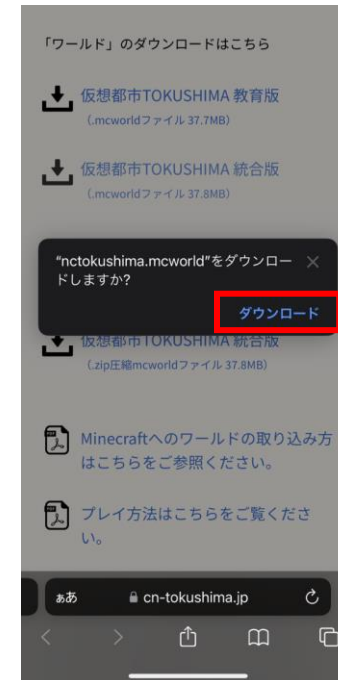 「ワールド」のダウンロードはこちら
仮想都市TOKUSHIMA 教育版
（.mcworldファイル 37.7MB）
仮想都市TOKUSHIMA 統合版
（.mcworldファイル 37.8MB）
"nctokushima.mcworld"をダウンロー
ドしますか?
ダウンロード
仮想都市TOKUSHIMA 統合版
（.zip圧縮mcworldファイル 37.8MB）
Minecraftへのワールドの取り込み方
はこちらをご参照ください。
プレイ方法はこちらをご覧くださ
い。
ぁあ cn-tokushima.jp